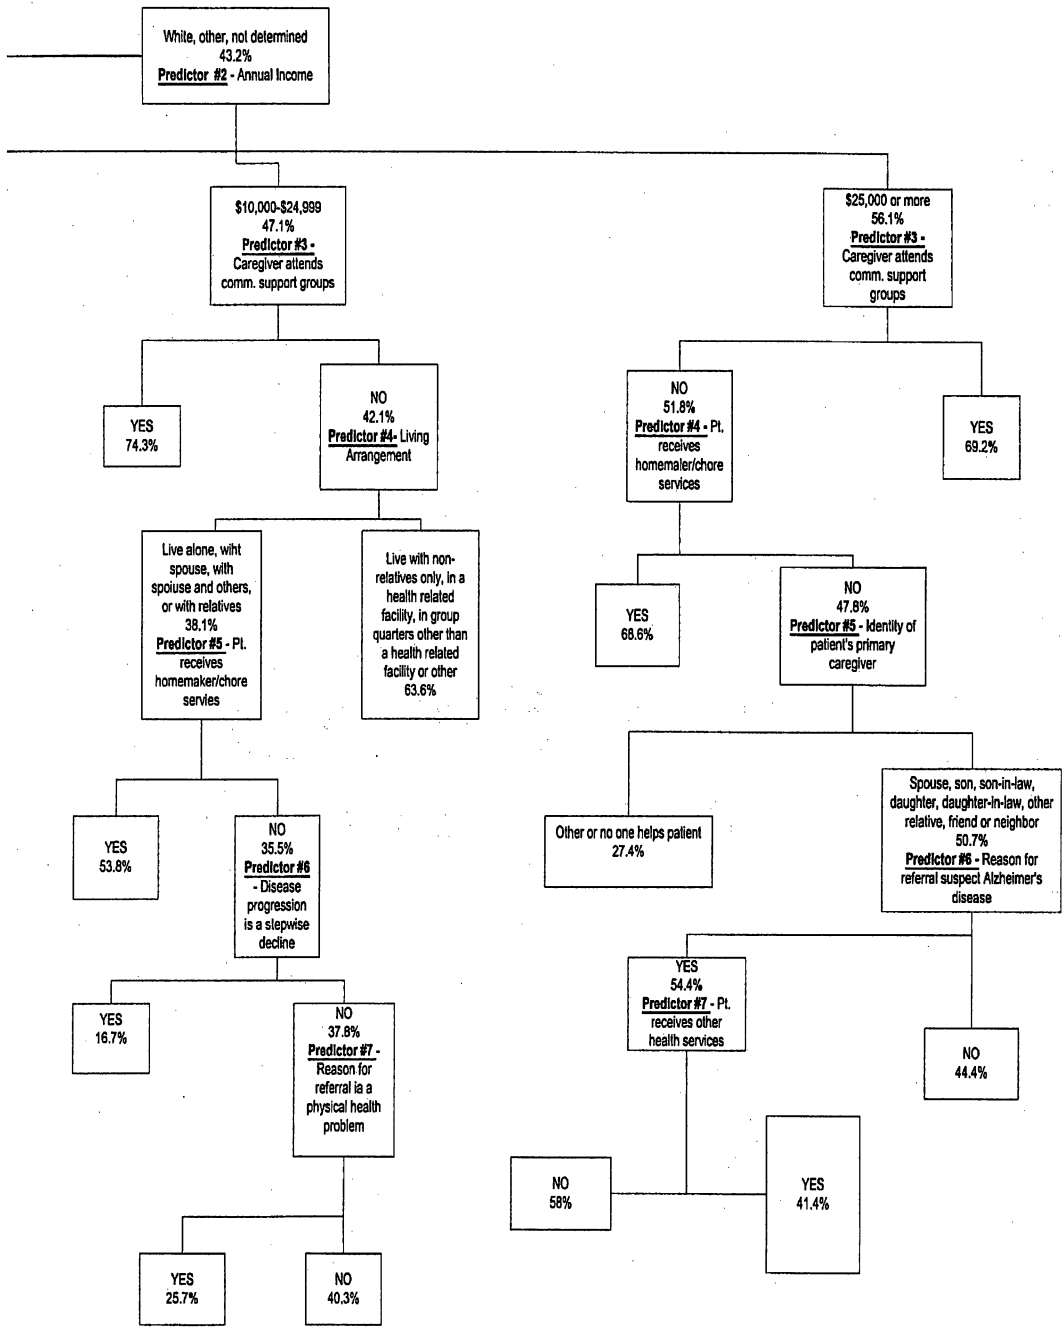 White, other, not determined
43.2%
Predictor #2 - Annual Income
$10,000-$24,999
47.1%
Predictor #3 -
Caregiver attends
comm. support groups
$25,000 or more
56.1%
Predictor #3 -
Caregiver attends
comm. support
groups
YES
74.3%
NO
42.1%
Predictor #4- Living
Arrangement
NO
51.8%
Predictor #4 - Pt.
receives
homemaler/chore
services
YES
69.2%
Live alone, wiht
spouse, with
spoiuse and others,
or with relatives
38.1%
Predictor #5 - Pt.
receives
homemaker/chore
servies
Live with non-
relatives only, in a
health related
facility, in group
quarters other than
a health related
facility or other
63.6%
YES
68.6%
NO
47.8%
Predictor #5 - Identity of
patient's primary
caregiver
YES
53.8%
NO
35.5%
Predictor #6
- Disease
progression
is a stepwise
decline
Other or no one helps patient
27.4%
Spouse, son, son-in-law,
daughter, daughter-in-law, other
relative, friend or neighbor
50.7%
Predictor #6 - Reason for
referral suspect Alzheimer's
disease
YES
16.7%
NO
37.8%
Predictor #7 -
Reason for
referral ia a
physical health
problem
YES
54.4%
Predictor #7 - Pt.
receives other
health services
NO
44.4%
NO
58%
YES
41.4%
YES
25.7%
NO
40.3%